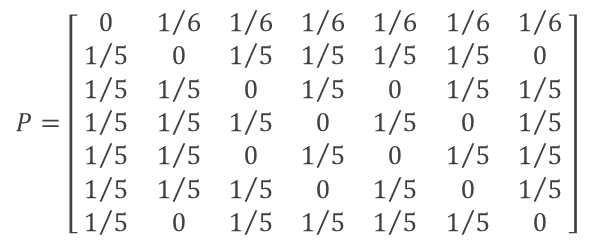 0 1/6 1/6 1/6 1/6 1/6 1/6
1/5 0 1/5 1/5 1/5 1/5 0
1/5 1/5 0 1/5 0 1/5 1/5
P = 1/5 1/5 1/5 0 1/5 0 1/5
1/5 1/5 0 1/5 0 1/5 1/5
1/5 1/5 1/5 0 1/5 0 1/5
1/5 0 1/5 1/5 1/5 1/5 0